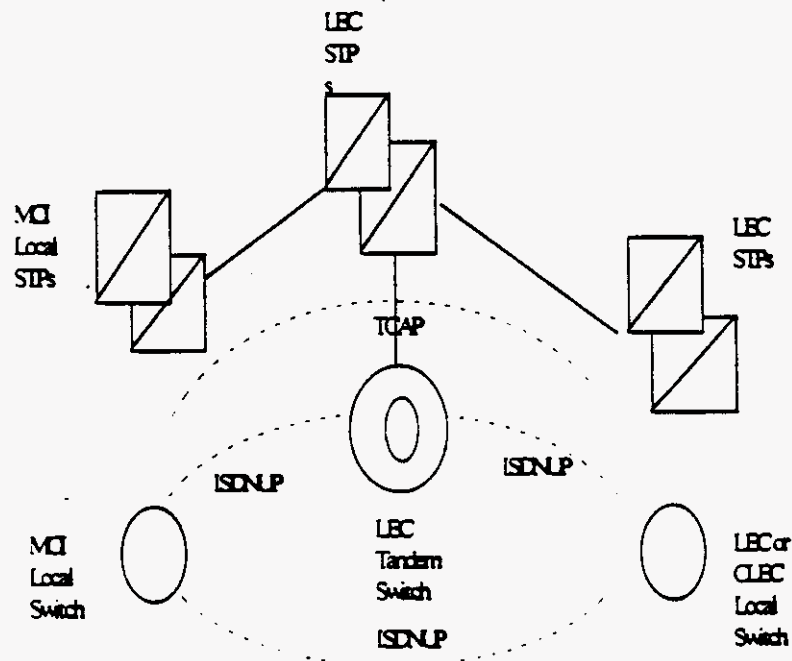 LEC
STP
s
MCI
Local
STPs
LEC
STPs
TCAP
ISDNUP
ISDNUP
MCI
Local
Switch
LEC
Tandem
Switch
LEC or
CLEC
Local
Switch
ISDNUP